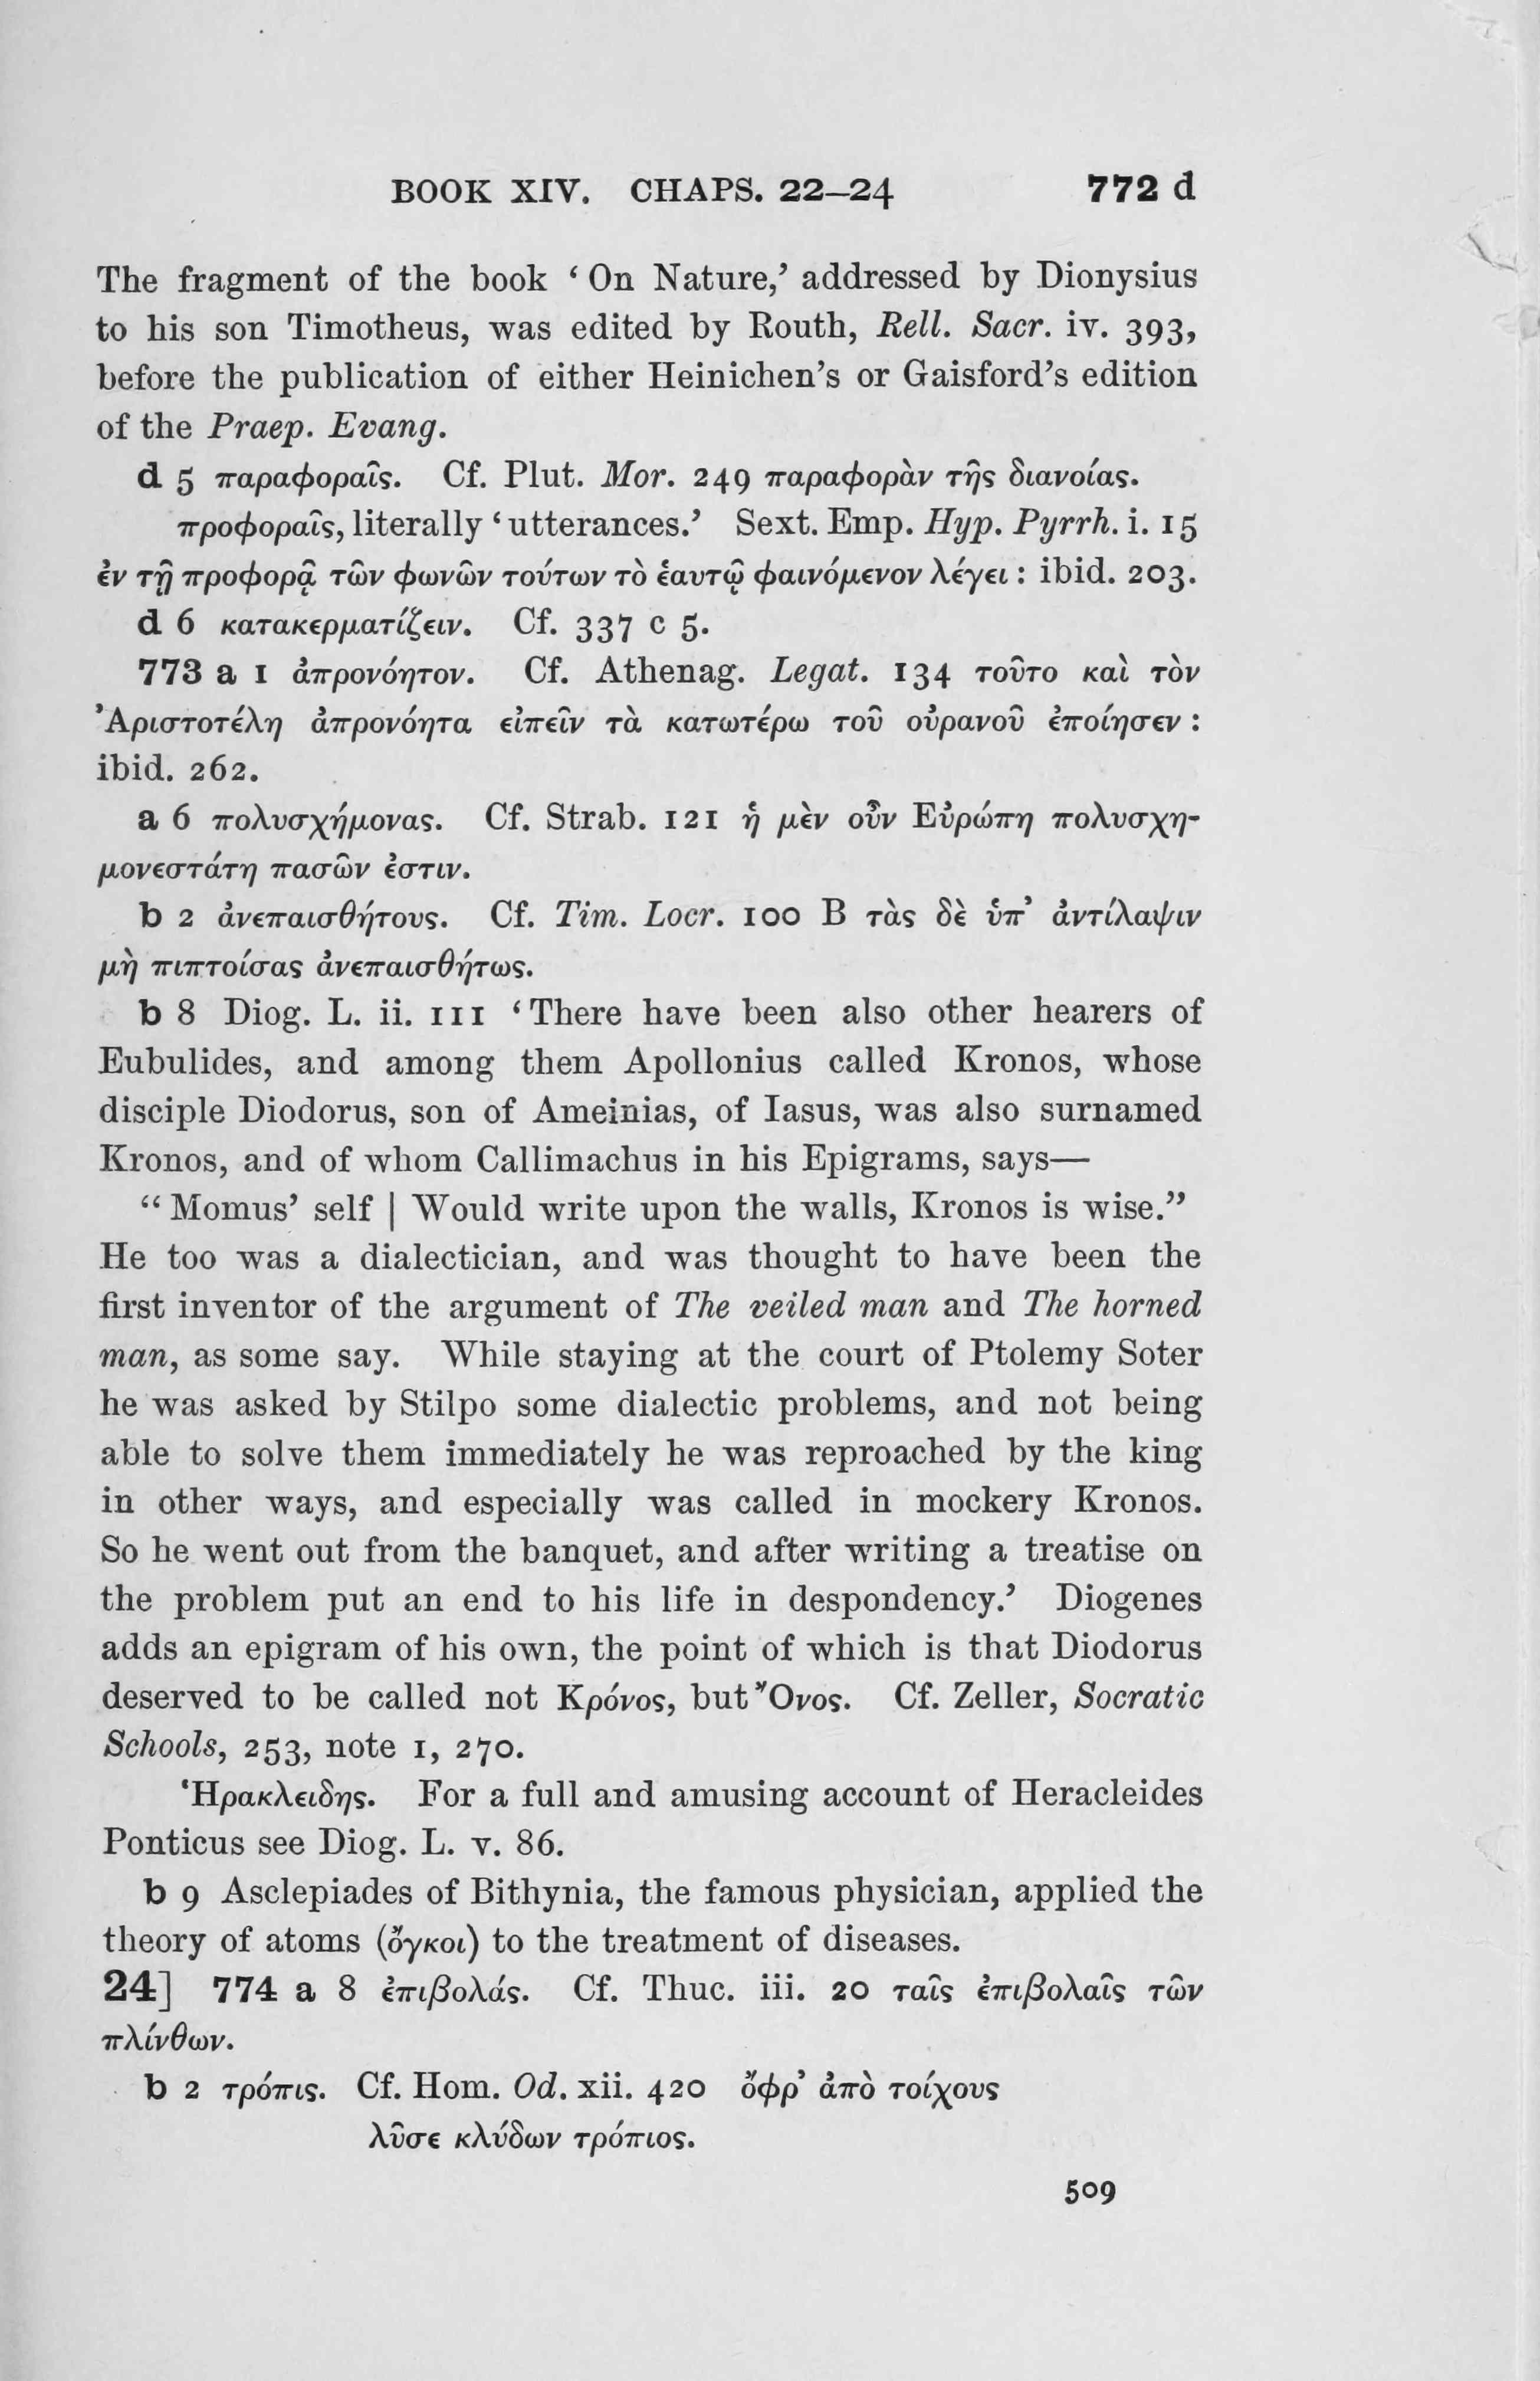 BOOK XIV. CHAPS. 22–24 772 d
The fragment of the book ‘On Nature,’ addressed by Dionysius
to his son Timotheus, was edited by Routh, Rell. Sacr. iv. 393,
before the publication of either Heinichen’s or Gaisford’s edition
of the Praep. Evang.
d 5 παραφοραῖς. Cf. Plut. Mor. 249 παραφορὰν τῆς διανοίας.
προφοραῖς, literally ‘utterances.’ Sext. Emp. Hyp. Pyrrh. i. 15
ἐν τῇ προφορᾷ τῶν φωνῶν τούτων τὸ ἑαυτῷ φαινόμενον λέγει : ibid. 203.
d 6 κατακερματίζειν. Cf. 337 c 5.
773 a 1 ἀπρονόητον. Cf. Athenag. Legat. 134 τοῦτο καὶ τὸν
Ἀριστοτέλη ἀπρονόητα εἰπεῖν τὰ κατωτέρω τοῦ οὐρανοῦ ἐποίησεν :
ibid. 262.
a 6 πολυσχήμονας. Cf. Strab. 121 ἡ μὲν οὖν Εὐρώπη πολυσχη-
μονεστάτη πασῶν ἐστιν.
b 2 ἀνεπαισθήτους. Cf. Tim. Locr. 100 B τὰς δὲ ὑπ’ ἀντίλαψιν
μὴ πιπτοίσας ἀνεπαισθήτως.
b 8 Diog. L. ii. 111 ‘There have been also other hearers of
Eubulides, and among them Apollonius called Kronos, whose
disciple Diodorus, son of Ameinias, of Iasus, was also surnamed
Kronos, and of whom Callimachus in his Epigrams, says—
“Momus’ self | Would write upon the walls, Kronos is wise.”
He too was a dialectician, and was thought to have been the
first inventor of the argument of The veiled man and The horned
man, as some say. While staying at the court of Ptolemy Soter
he was asked by Stilpo some dialectic problems, and not being
able to solve them immediately he was reproached by the king
in other ways, and especially was called in mockery Kronos.
So he went out from the banquet, and after writing a treatise on
the problem put an end to his life in despondency.’ Diogenes
adds an epigram of his own, the point of which is that Diodorus
deserved to be called not Κρόνος, but Ὄνος. Cf. Zeller, Socratic
Schools, 253, note 1, 270.
Ἡρακλειδης. For a full and amusing account of Heracleides
Ponticus see Diog. L. v. 86.
b 9 Asclepiades of Bithynia, the famous physician, applied the
theory of atoms (ὄγκοι) to the treatment of diseases.
24] 774 a 8 ἐπιβολάς. Cf. Thuc. iii. 20 ταῖς ἐπιβολαῖς τῶν
πλίνθων.
b 2 τρόπις. Cf. Hom. Od. xii. 420 ὄφρ’ ἀπὸ τοίχους
λῦσε κλύδων τρόπιος.
509